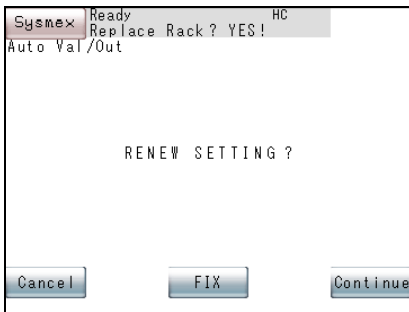 Sysmex Ready HC
Replace Rack? YES!
Auto Val/Out
RENEW SETTING?
Cancel FIX Continue